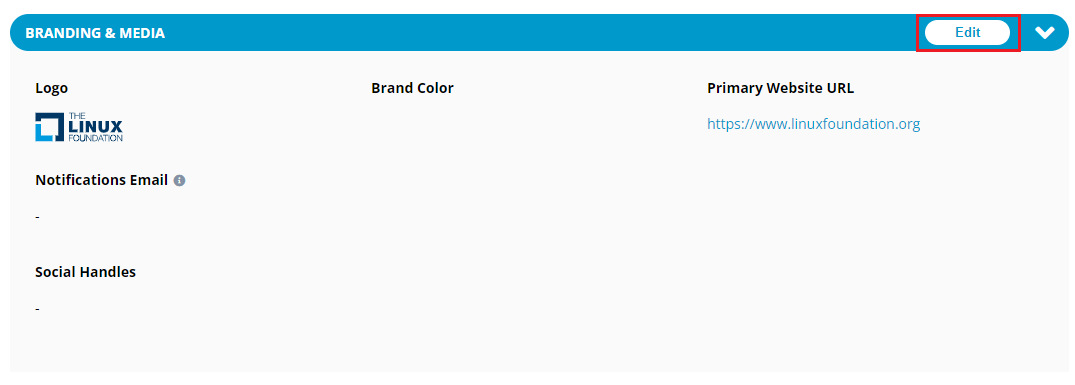 BRANDING & MEDIA Edit
Logo Brand Color Primary Website URL
THE
LINUX
FOUNDATION
https://www.linuxfoundation.org
Notifications Email
-
Social Handles
-